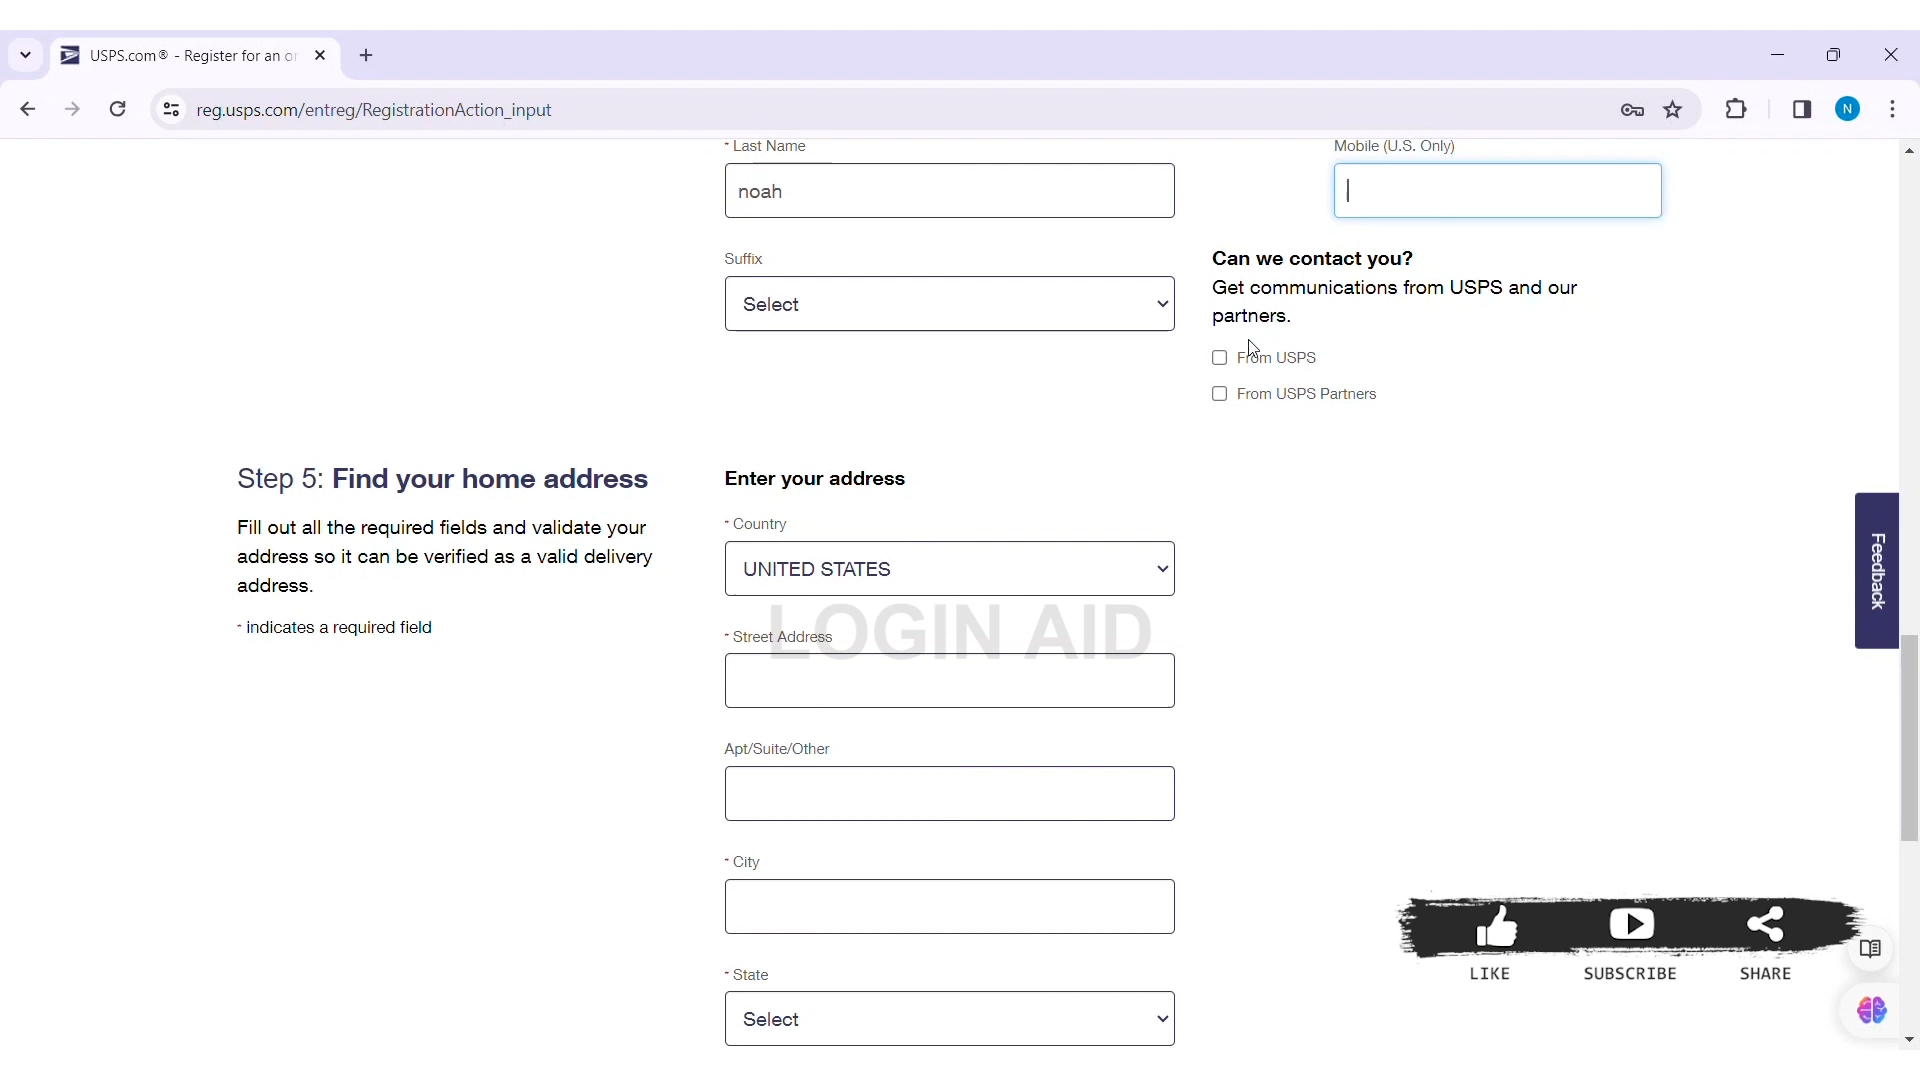 USPS.com® - Register for an or
reg.usps.com/entreg/RegistrationAction_input
N
* Last Name
noah
Mobile (U.S. Only)
Suffix
Select
Can we contact you?
Get communications from USPS and our
partners.
From USPS
From USPS Partners
Step 5: Find your home address
Fill out all the required fields and validate your
address so it can be verified as a valid delivery
address.
* indicates a required field
Enter your address
* Country
UNITED STATES
LOGIN AID
* Street Address
Apt/Suite/Other
* City
* State
Select
Feedback
LIKE
SUBSCRIBE
SHARE